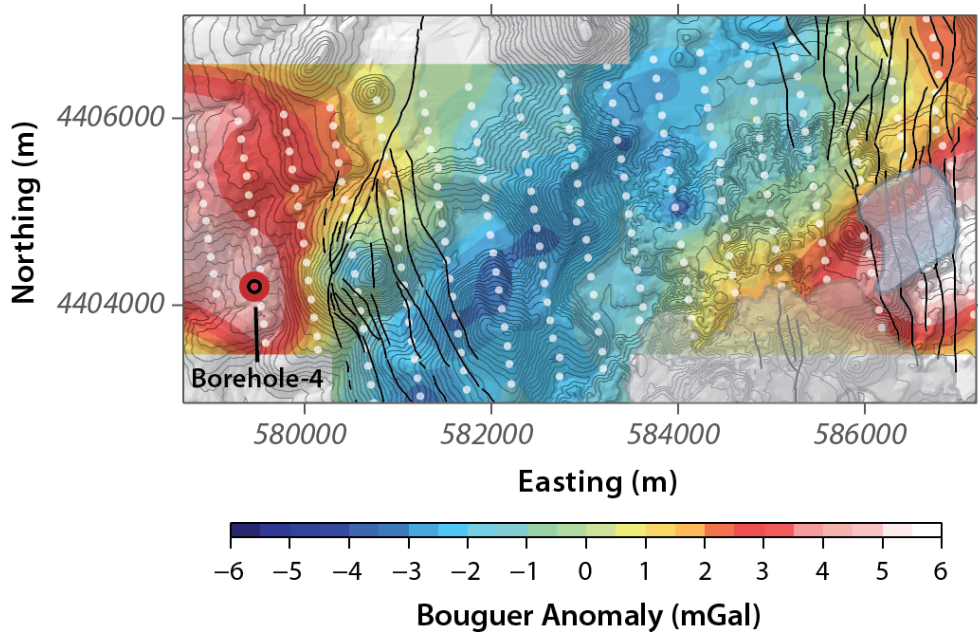 Northing (m)
4406000
4404000
Borehole-4
580000 582000 584000 586000
Easting (m)
−6 −5 −4 −3 −2 −1 0 1 2 3 4 5 6
Bouguer Anomaly (mGal)